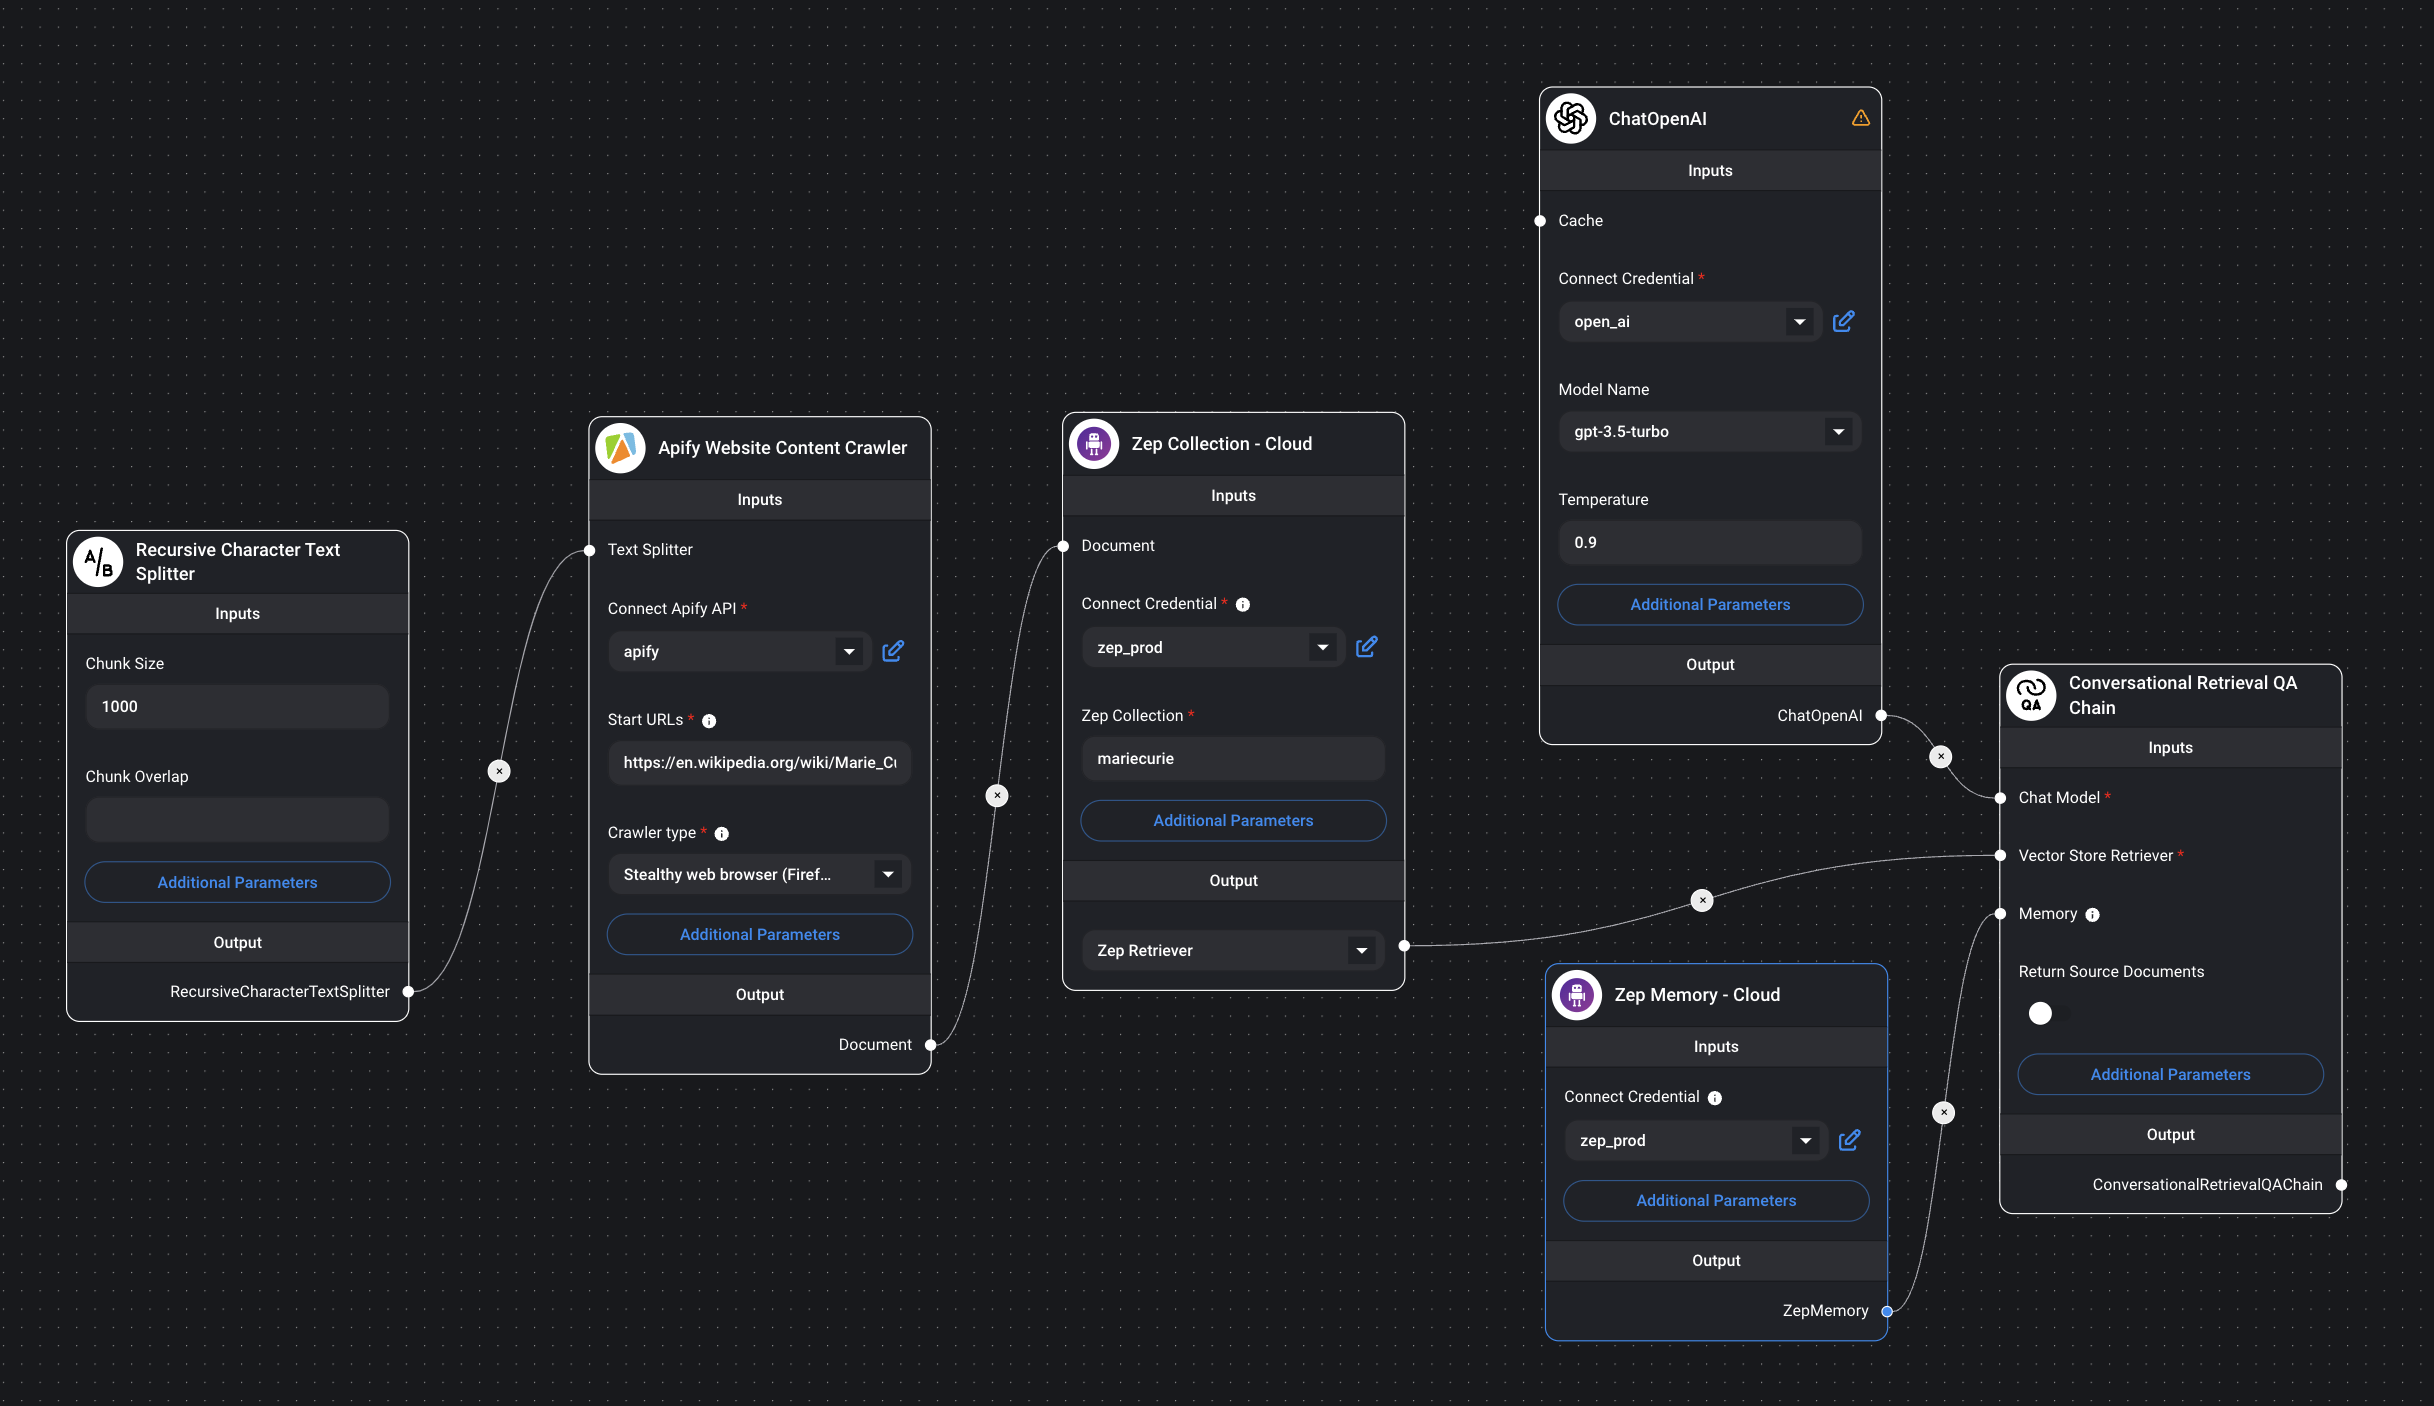 Recursive Character Text
Splitter
Inputs
Chunk Size
1000
Chunk Overlap
Additional Parameters
Output
RecursiveCharacterTextSplitter
Apify Website Content Crawler
Inputs
Text Splitter
Connect Apify API *
apify
Start URLs *
https://en.wikipedia.org/wiki/Marie_Cu
Crawler type *
Stealthy web browser (Firef...
Additional Parameters
Output
Document
Zep Collection - Cloud
Inputs
Document
Connect Credential *
zep_prod
Zep Collection *
mariecurie
Additional Parameters
Output
Zep Retriever
ChatOpenAI
Inputs
Cache
Connect Credential *
open_ai
Model Name
gpt-3.5-turbo
Temperature
0.9
Additional Parameters
Output
ChatOpenAI
Zep Memory - Cloud
Inputs
Connect Credential
zep_prod
Additional Parameters
Output
ZepMemory
QA
Conversational Retrieval QA
Chain
Inputs
Chat Model *
Vector Store Retriever *
Memory
Return Source Documents
Additional Parameters
Output
ConversationalRetrievalQAChain
A/B